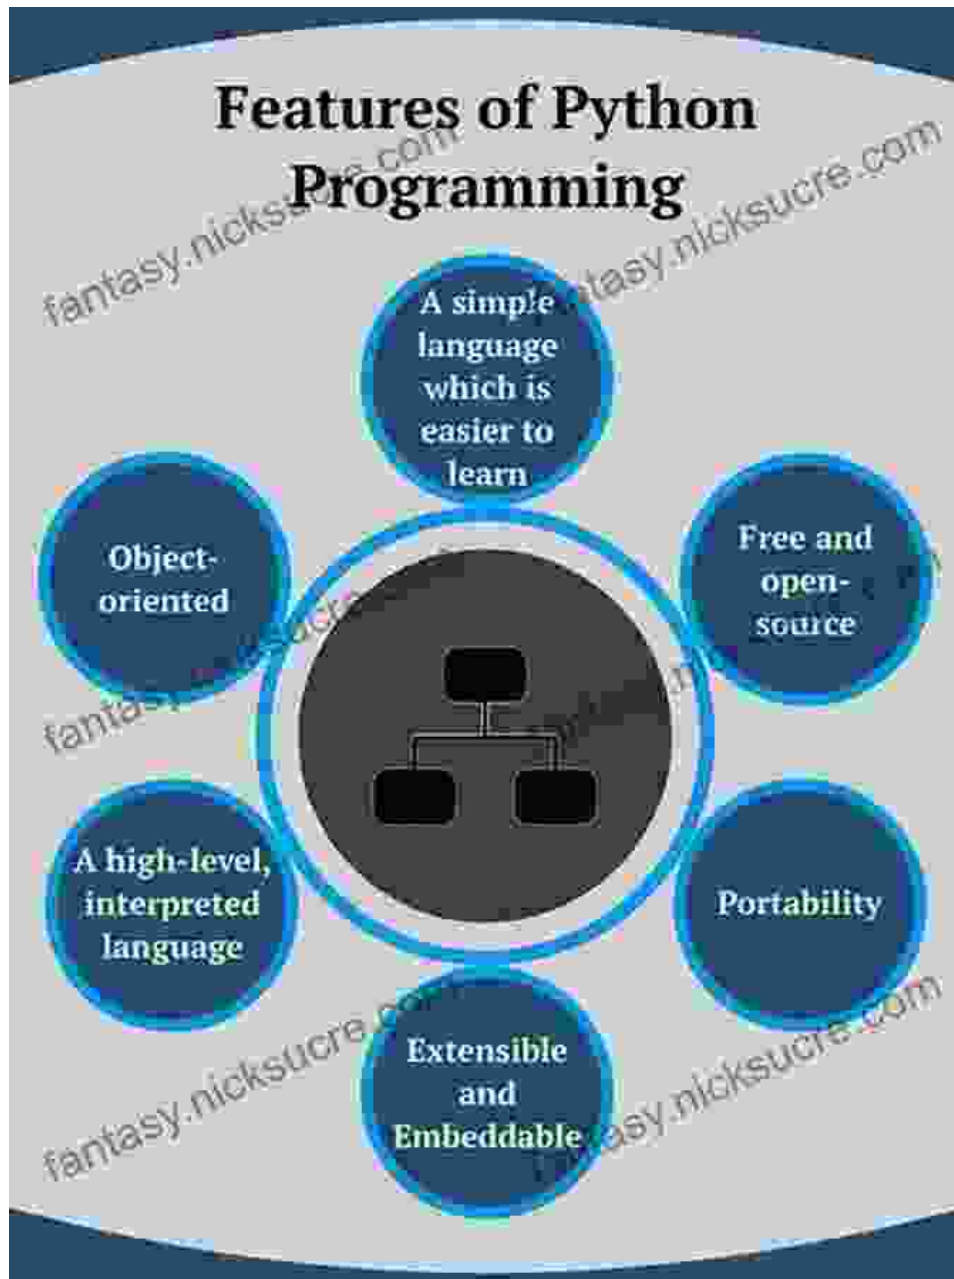 Features of Python
Programming
fantasy.nicksucre.com
fantasy.nicksucre.com
A simple
language
which is
easier to
learn
Free and
open-
source
Object-
oriented
fantasy.nicksucre.com
A high-level,
interpreted
language
Portability
Extensible
and
Embeddable
fantasy.nicksucre.com
fantasy.nicksucre.com